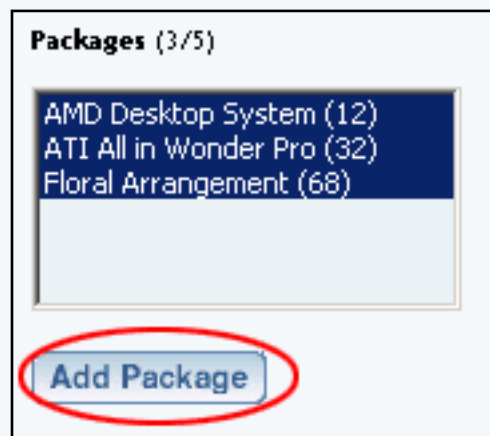 Packages (3/5)
AMD Desktop System (12)
ATI All in Wonder Pro (32)
Floral Arrangement (68)
Add Package